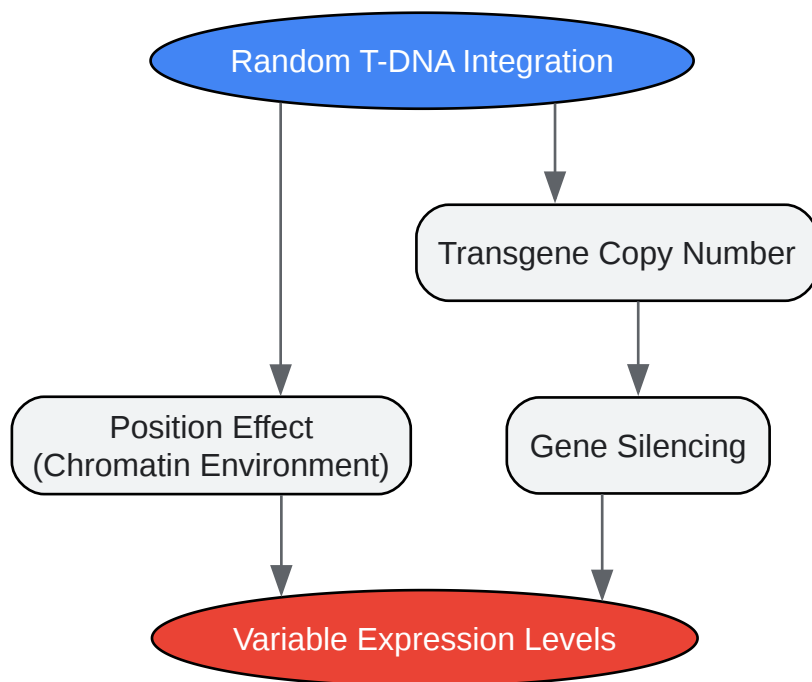 Random T-DNA Integration
Transgene Copy Number
Position Effect
(Chromatin Environment)
Gene Silencing
Variable Expression Levels